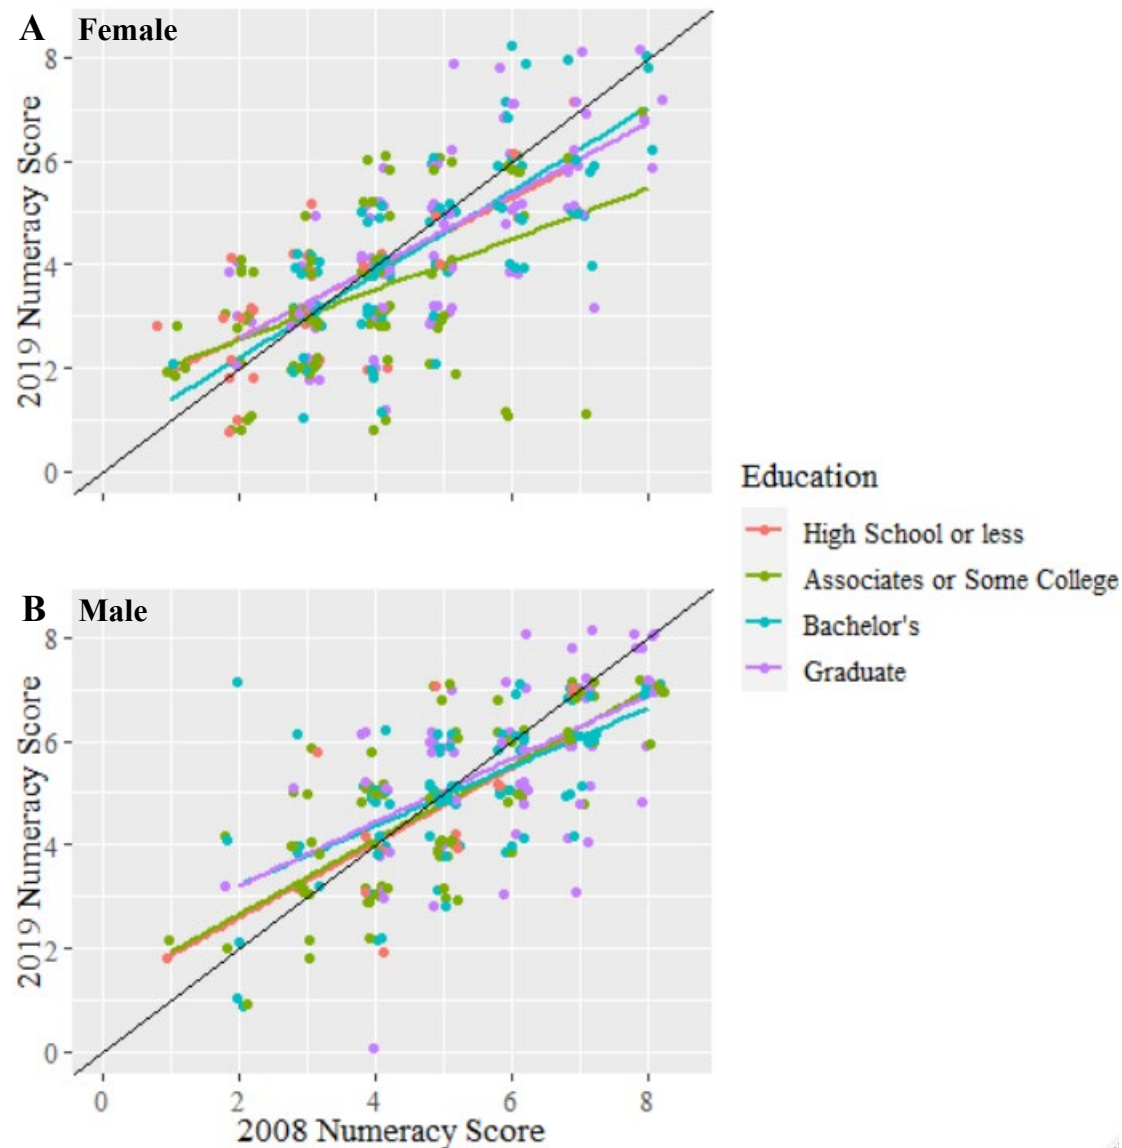 A Female
8
6
4
2
0
2019 Numeracy Score
Education
High School or less
Associates or Some College
Bachelor's
Graduate
B Male
8
6
4
2
0
2019 Numeracy Score
0 2 4 6 8
2008 Numeracy Score